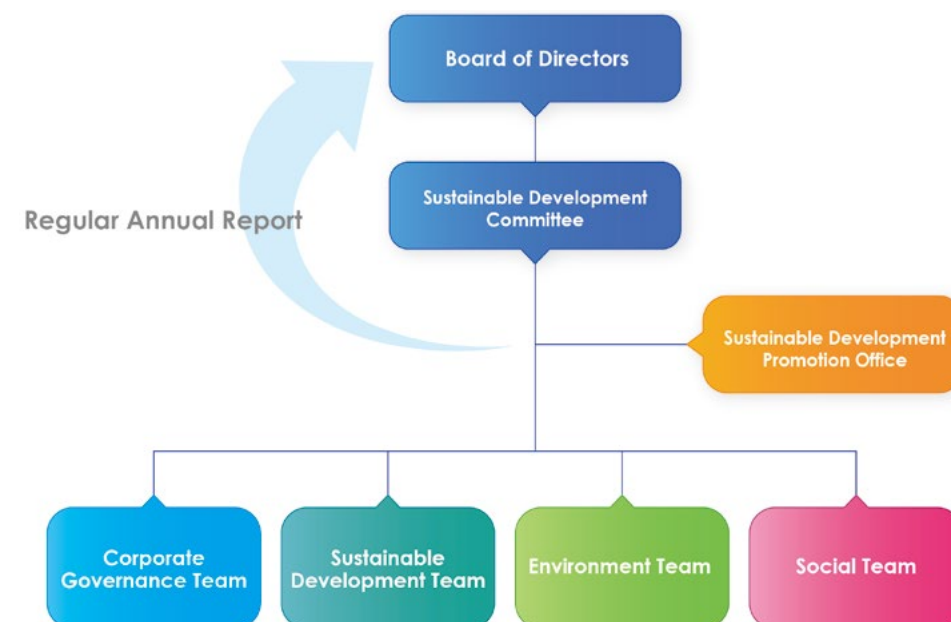 Board of Directors
Sustainable Development
Committee
Regular Annual Report
Sustainable Development
Promotion Office
Corporate
Governance Team
Sustainable
Development Team
Environment Team
Social Team